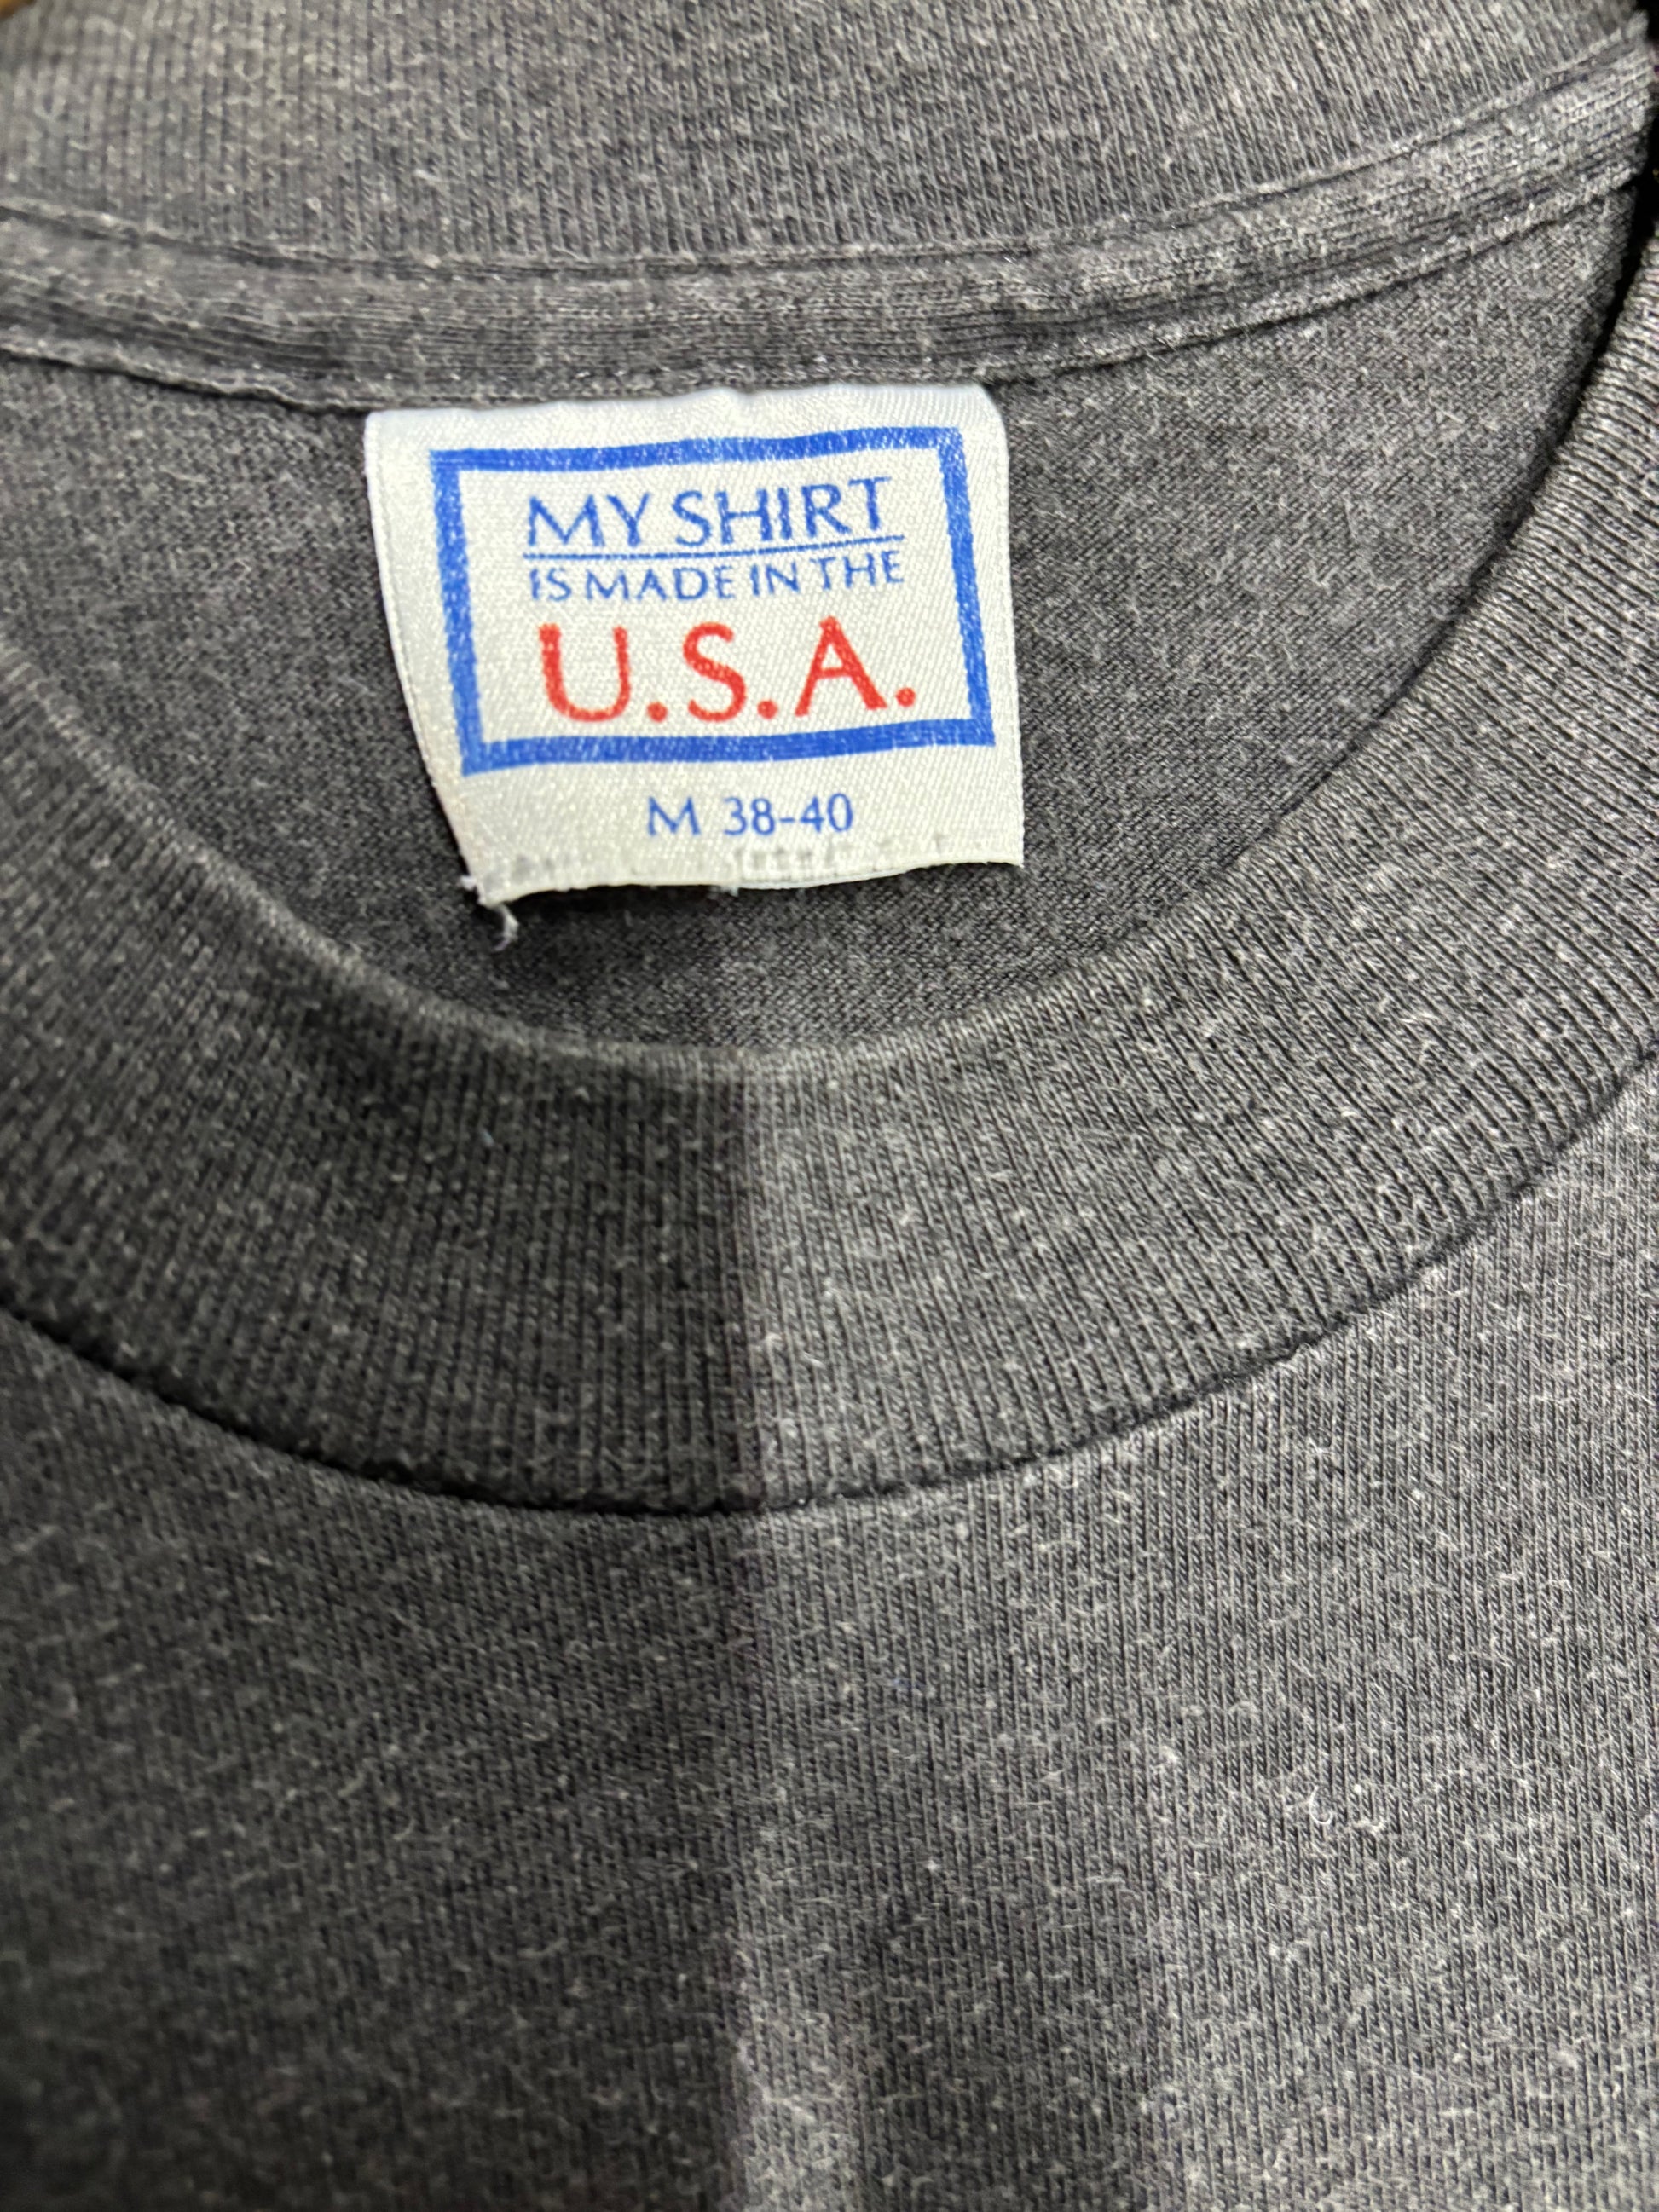 MY SHIRT
IS MADE IN THE
U.S.A.
M 38-40